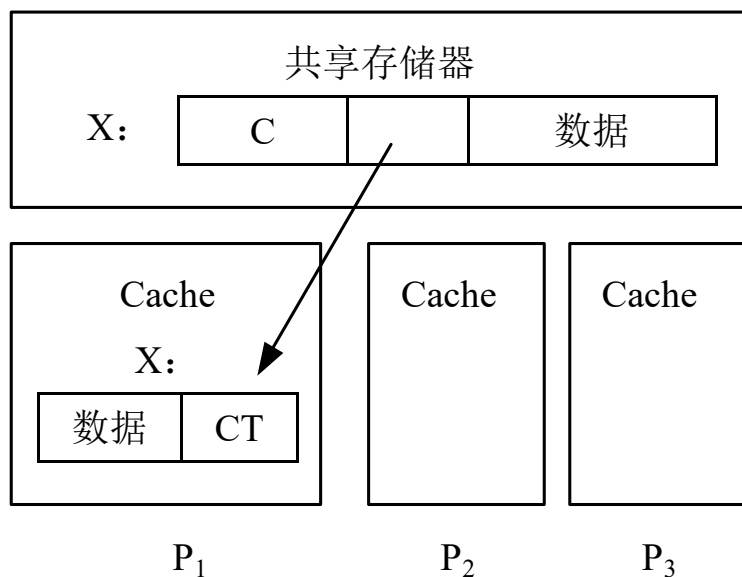 共享存储器
X： C 数据
Cache Cache Cache
X：
数据 CT
P₁ P₂ P₃